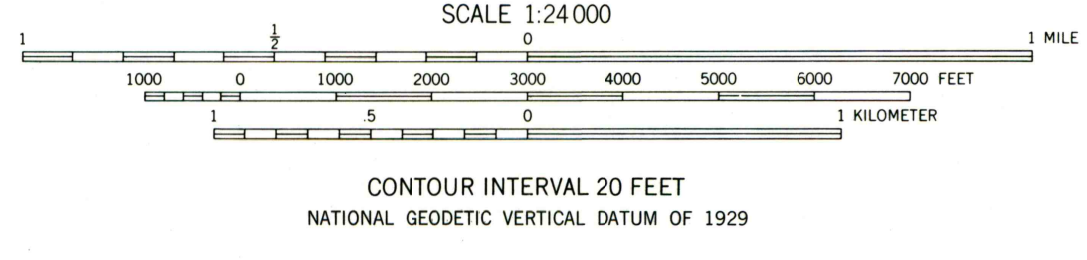 SCALE 1:24 000
1 1/2 0 1 MILE
1000 0 1000 2000 3000 4000 5000 6000 7000 FEET
1 .5 0 1 KILOMETER
CONTOUR INTERVAL 20 FEET
NATIONAL GEODETIC VERTICAL DATUM OF 1929